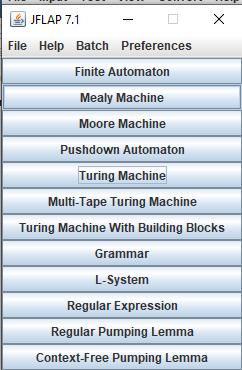 JFLAP 7.1
File Help Batch Preferences
Finite Automaton
Mealy Machine
Moore Machine
Pushdown Automaton
Turing Machine
Multi-Tape Turing Machine
Turing Machine With Building Blocks
Grammar
L-System
Regular Expression
Regular Pumping Lemma
Context-Free Pumping Lemma